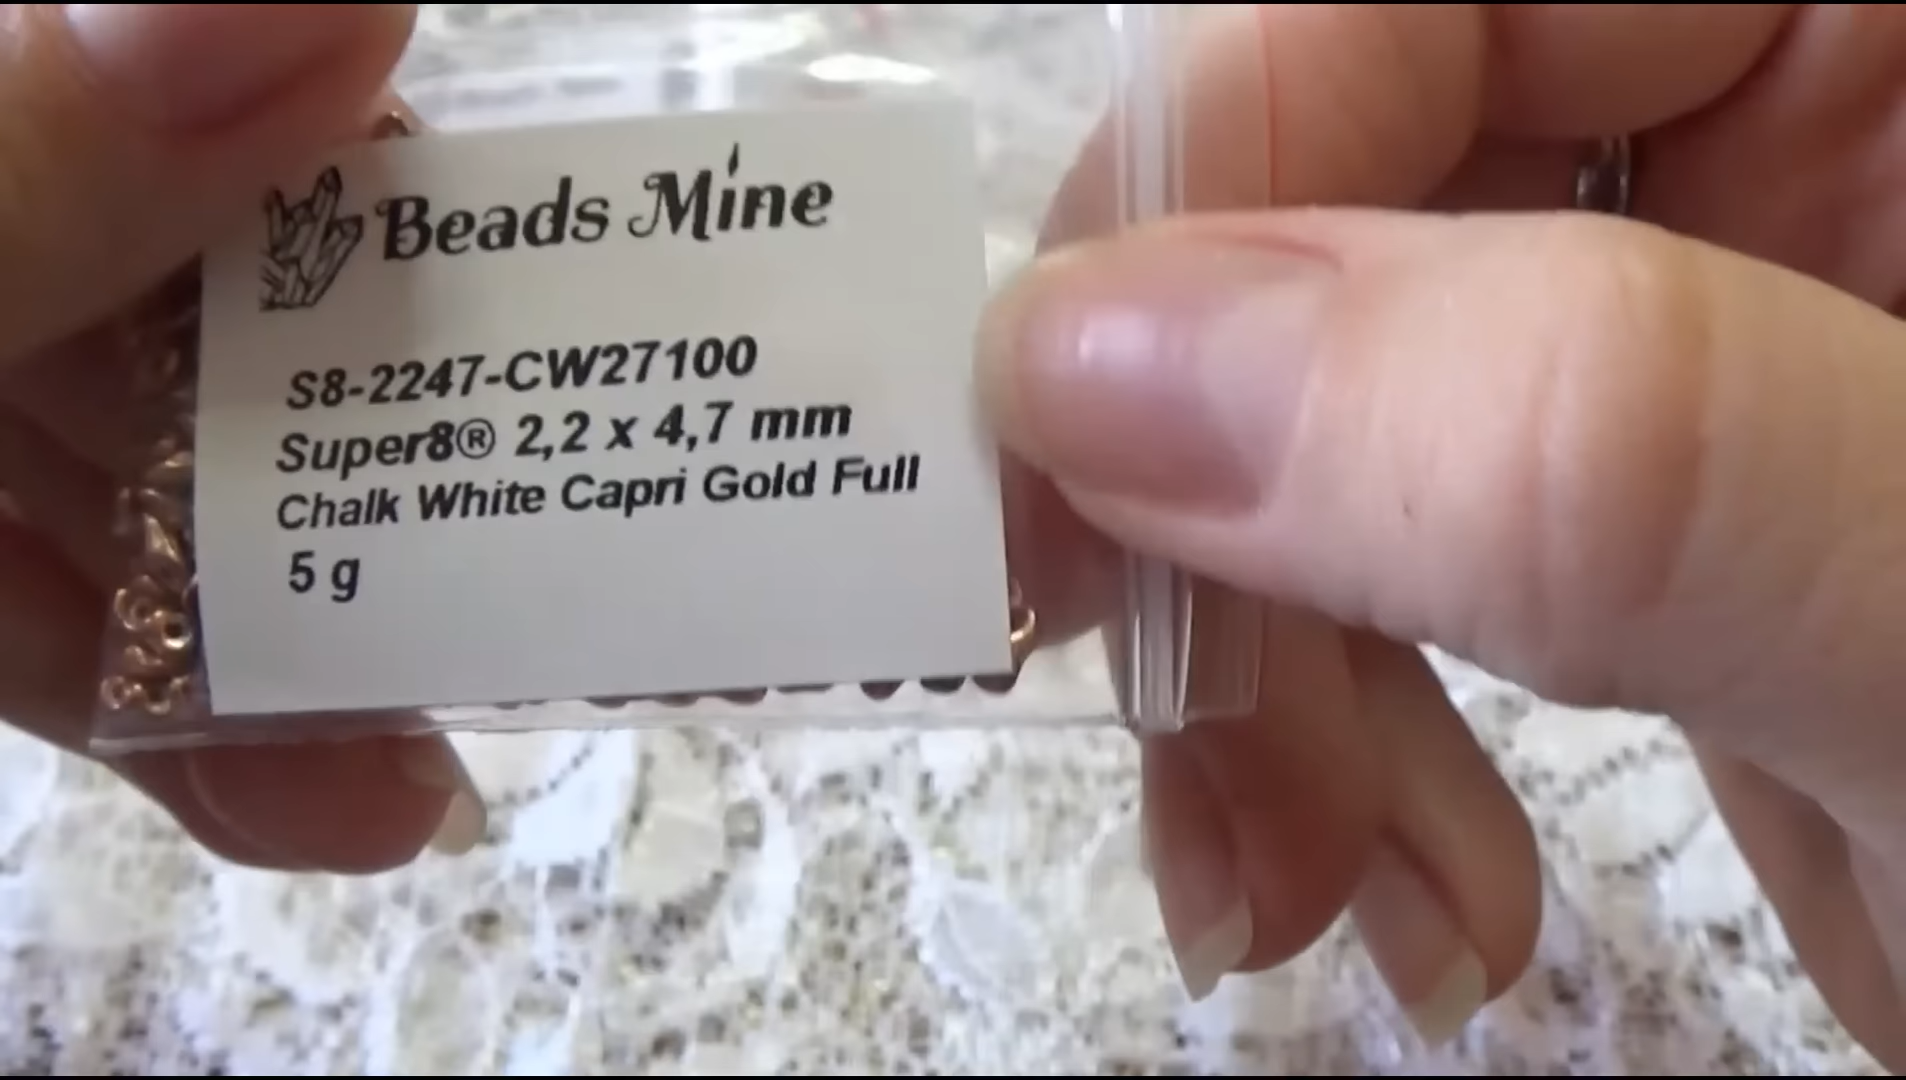 Beads Mine
S8-2247-CW27100
Super8® 2,2 x 4,7 mm
Chalk White Capri Gold Full
5 g